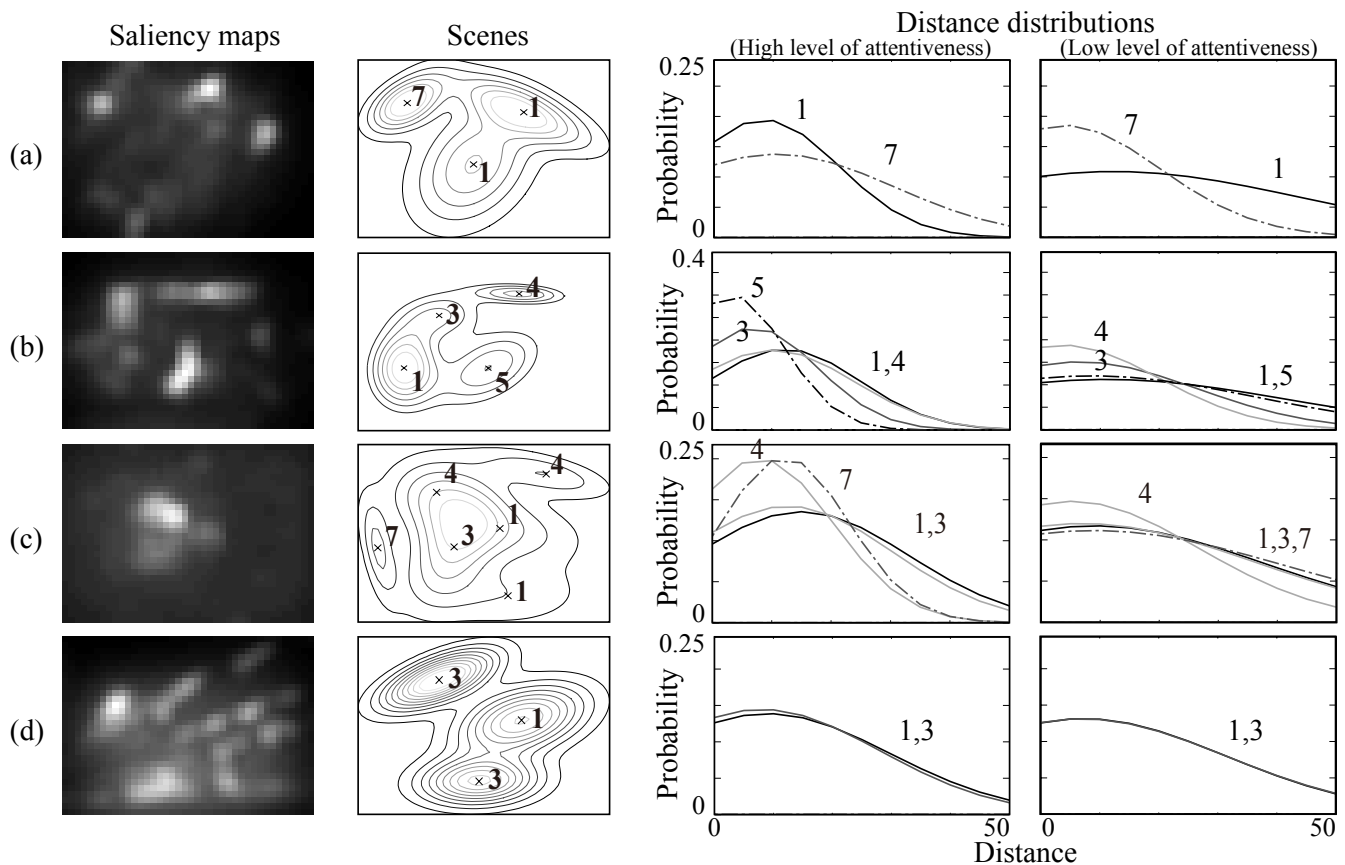 Distance distributions
Saliency maps Scenes (High level of attentiveness) (Low level of attentiveness)
(a)
7 1 1
Probability 0.25 0
1 7
7 1
(b)
3 4 1 5
Probability 0.4 0
5 3 1,4
4 3 1,5
(c)
4 4 7 1 3 1
Probability 0.25 0
4 7 1,3
4 1,3,7
(d)
3 1 3
Probability 0.25 0
1,3
1,3
0 50 0 50
Distance